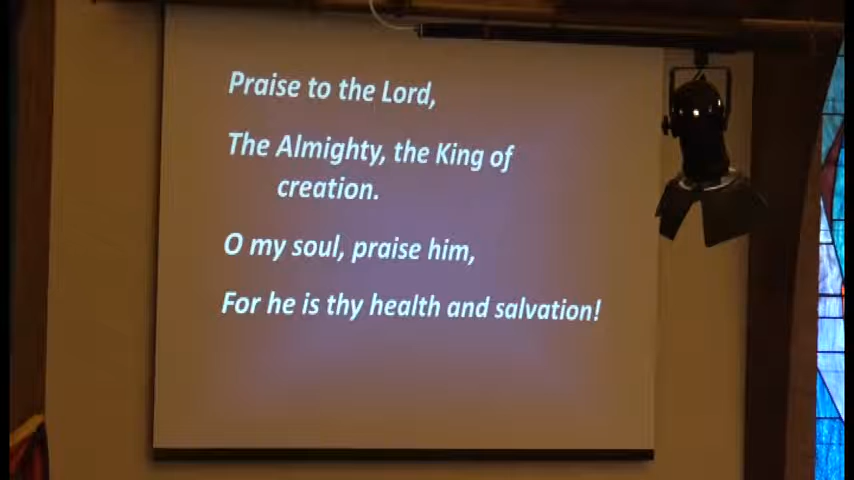 Praise to the Lord,
The Almighty, the King of
creation.
O my soul, praise him,
For he is thy health and salvation!